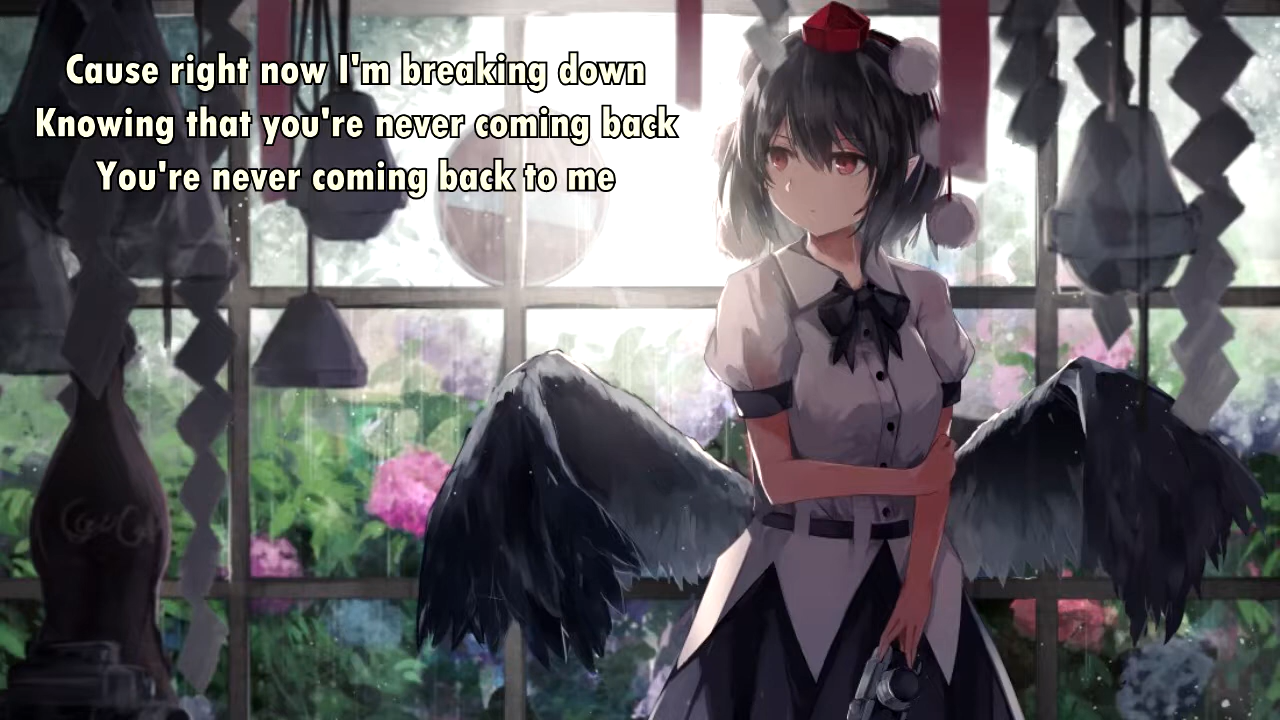 Cause right now I'm breaking down
Knowing that you're never coming back
You're never coming back to me